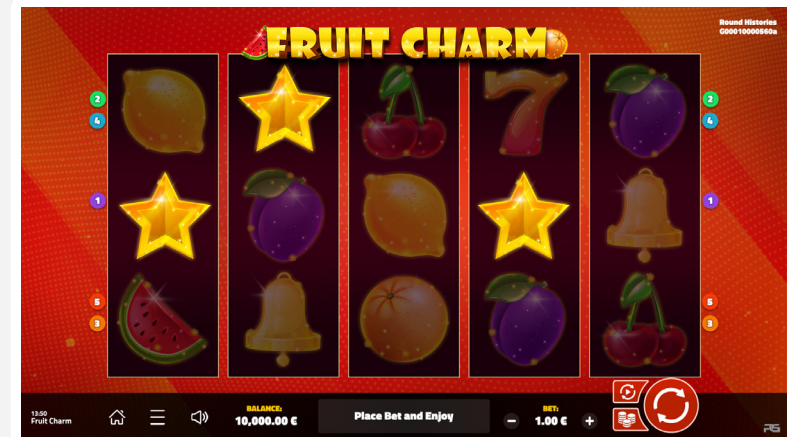 Round Histories
G00010000560a
FRUIT CHARM
2
2
4
4
1
1
5
5
3
3
13:50
Fruit Charm
BALANCE:
10,000.00 €
Place Bet and Enjoy
BET:
1.00 €